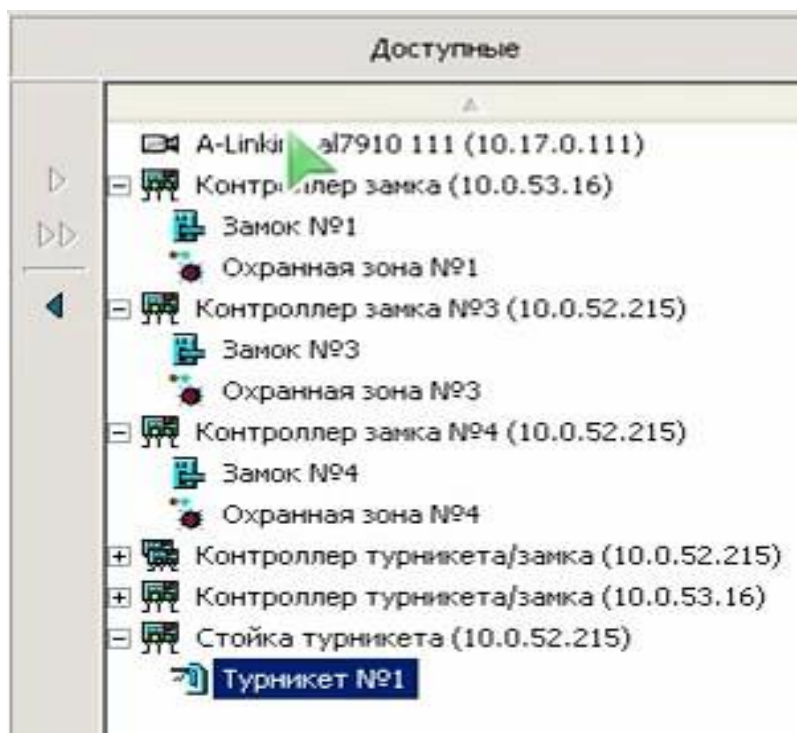 Доступные
A-Linki al7910 111 (10.17.0.111)
Контроллер замка (10.0.53.16)
Замок №1
Охранная зона №1
Контроллер замка №3 (10.0.52.215)
Замок №3
Охранная зона №3
Контроллер замка №4 (10.0.52.215)
Замок №4
Охранная зона №4
Контроллер турникета/замка (10.0.52.215)
Контроллер турникета/замка (10.0.53.16)
Стойка турникета (10.0.52.215)
Турникет №1